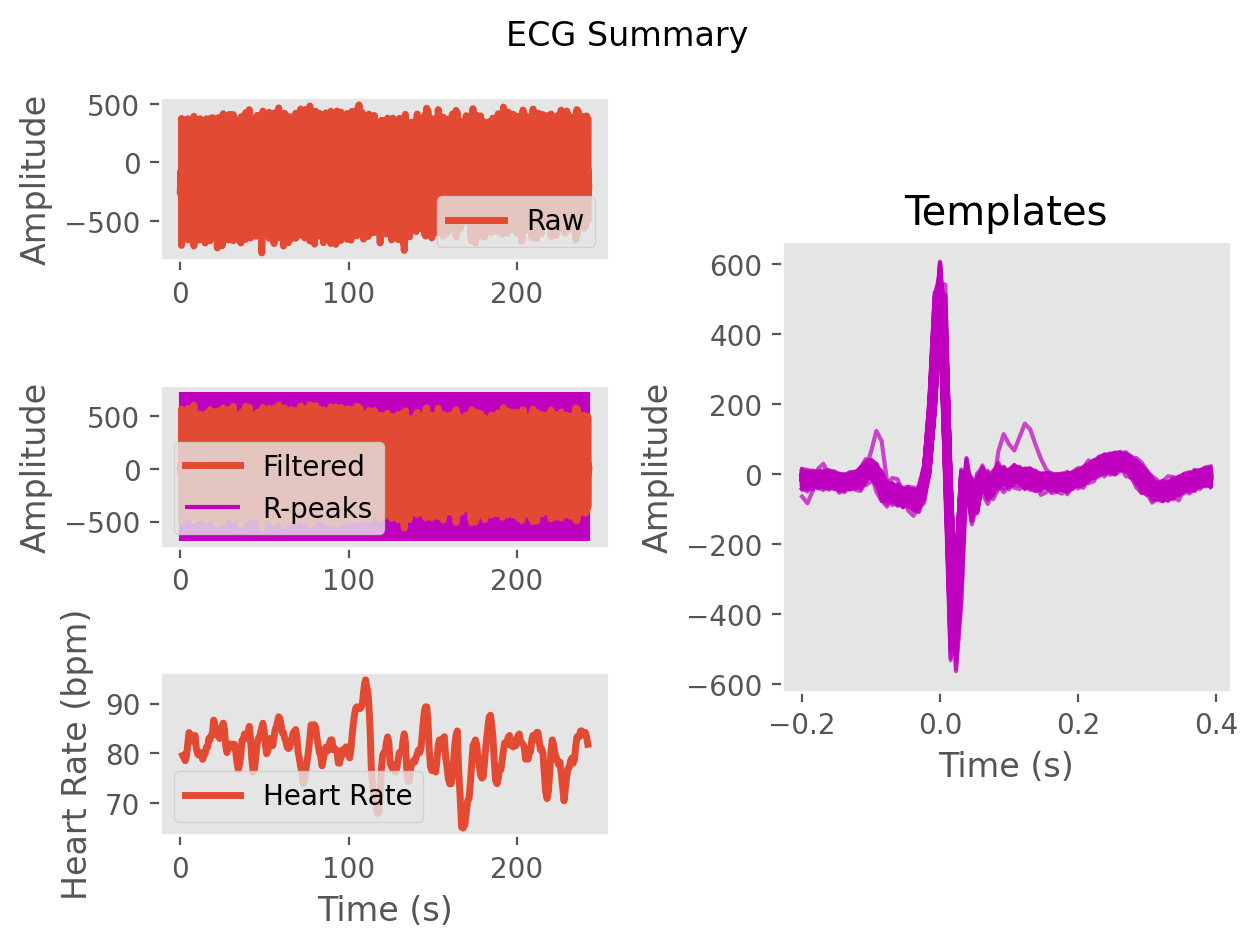 ECG Summary
Amplitude
500
0
−500
Raw
0 100 200
Amplitude
500
0
−500
Filtered
R-peaks
0 100 200
Heart Rate (bpm)
90
80
70
Heart Rate
0 100 200
Time (s)
Templates
Amplitude
600
400
200
0
−200
−400
−600
−0.2 0.0 0.2 0.4
Time (s)